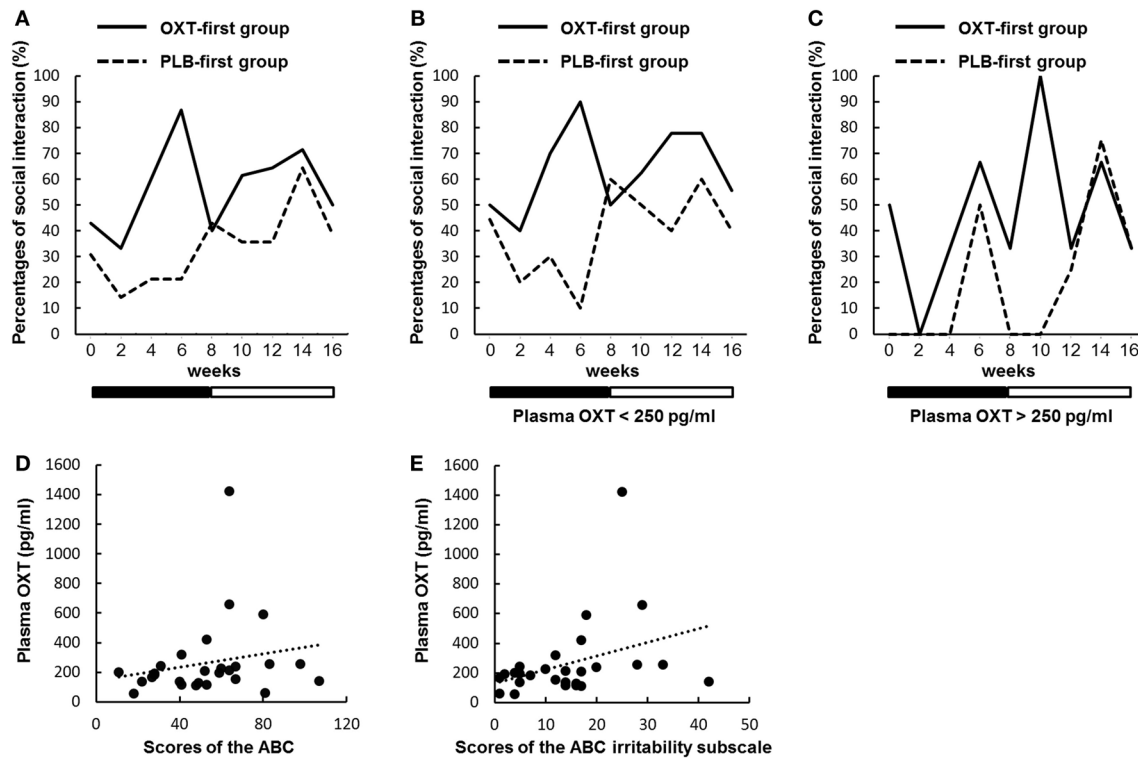 A
OXT-first group
PLB-first group
Percentages of social interaction (%)
100
90
80
70
60
50
40
30
20
10
0
0 2 4 6 8 10 12 14 16
weeks
B
OXT-first group
PLB-first group
Percentages of social interaction (%)
100
90
80
70
60
50
40
30
20
10
0
0 2 4 6 8 10 12 14 16
weeks
Plasma OXT < 250 pg/ml
C
OXT-first group
PLB-first group
Percentages of social interaction (%)
100
90
80
70
60
50
40
30
20
10
0
0 2 4 6 8 10 12 14 16
weeks
Plasma OXT > 250 pg/ml
D
Plasma OXT (pg/ml)
1600
1400
1200
1000
800
600
400
200
0
0 40 80 120
Scores of the ABC
E
Plasma OXT (pg/ml)
1600
1400
1200
1000
800
600
400
200
0
0 10 20 30 40 50
Scores of the ABC irritability subscale